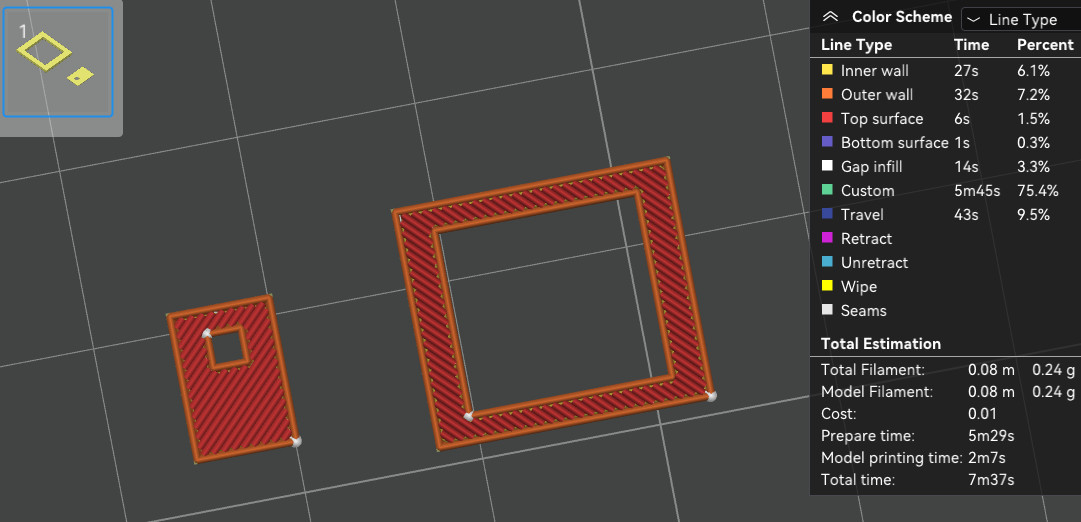 1
Color Scheme Line Type
Line Type Time Percent
Inner wall 27s 6.1%
Outer wall 32s 7.2%
Top surface 6s 1.5%
Bottom surface 1s 0.3%
Gap infill 14s 3.3%
Custom 5m45s 75.4%
Travel 43s 9.5%
Retract
Unretract
Wipe
Seams
Total Estimation
Total Filament: 0.08 m 0.24 g
Model Filament: 0.08 m 0.24 g
Cost: 0.01
Prepare time: 5m29s
Model printing time: 2m7s
Total time: 7m37s